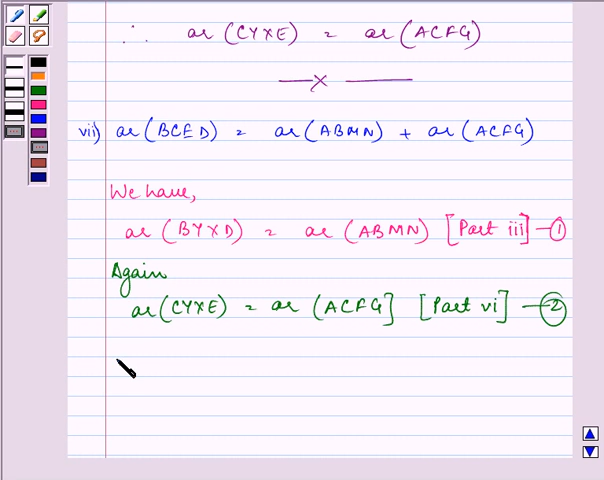 ∴ ar (CYXE) = ar (ACFG)
—x—
vii) ar (BCED) = ar (ABMN) + ar (ACFG)
We have,
ar (BYXD) = ar (ABMN) [Part iii] —①
Again
ar (CYXE) = ar (ACFG] [Part vi] —②